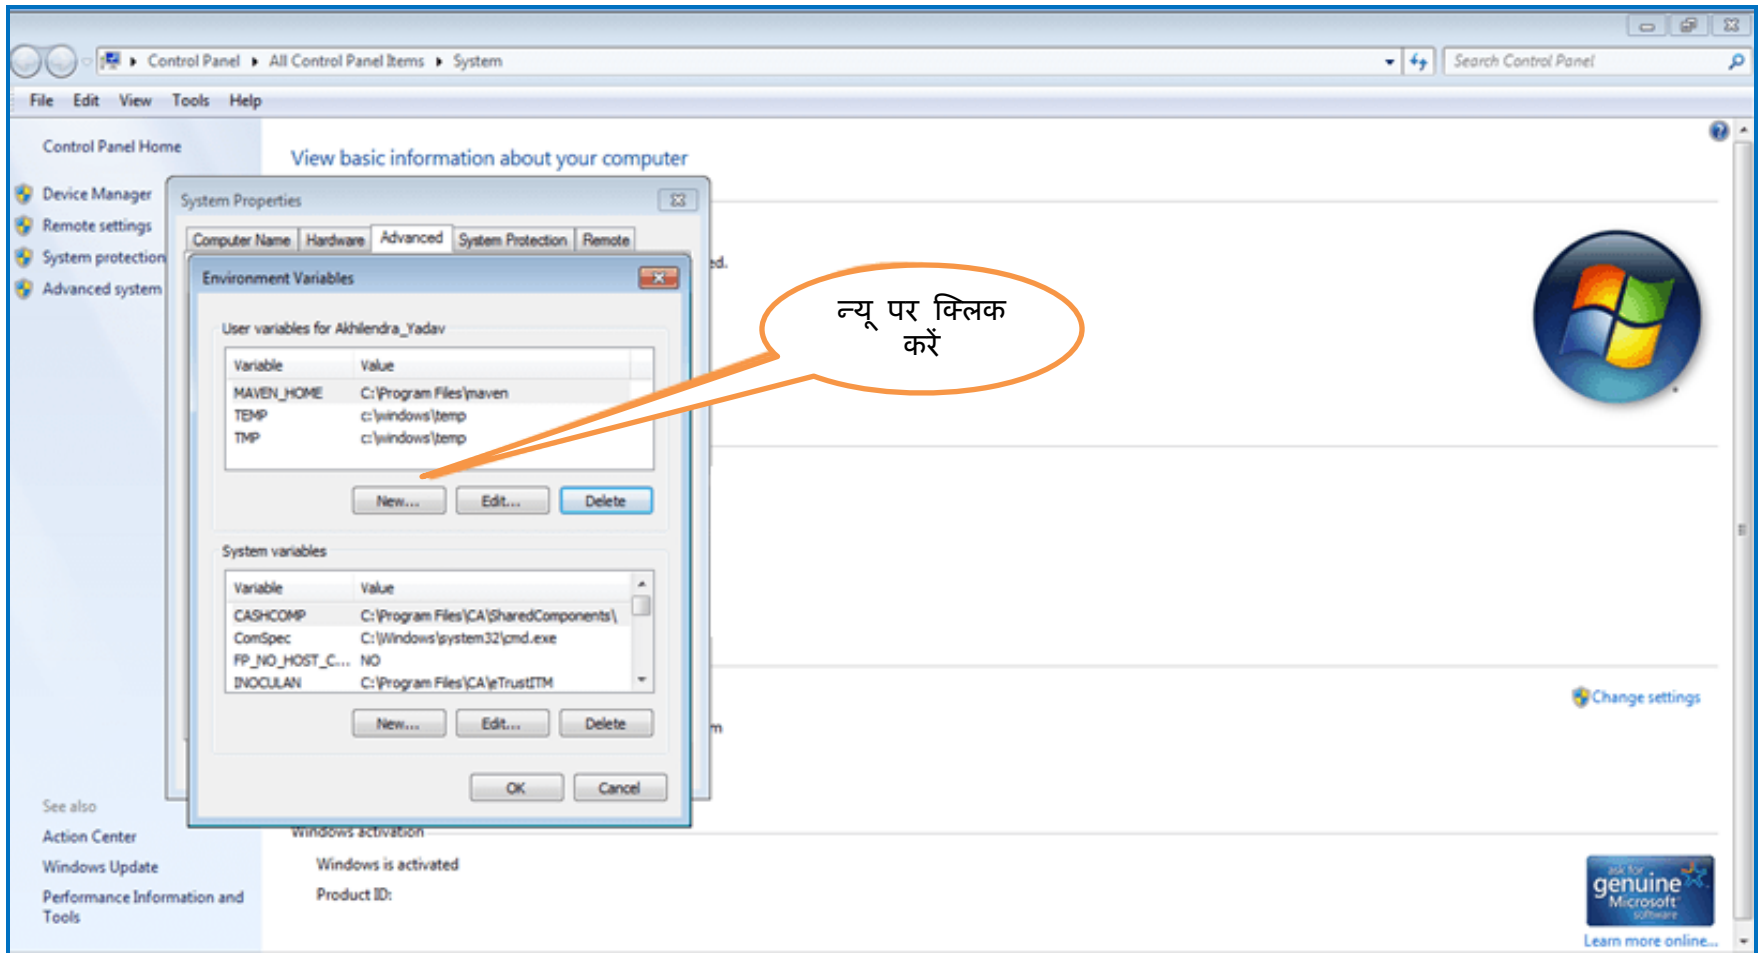 Control Panel ▸ All Control Panel Items ▸ System
Search Control Panel
File Edit View Tools Help
Control Panel Home
Device Manager
Remote settings
System protection
Advanced system
View basic information about your computer
System Properties
Computer Name Hardware Advanced System Protection Remote
ed.
Environment Variables
User variables for Akhilendra_Yadav
Variable Value
MAVEN_HOME C:\Program Files\maven
TEMP c:\windows\temp
TMP c:\windows\temp
New... Edit... Delete
न्यू पर क्लिक
करें
System variables
Variable Value
CASHCOMP C:\Program Files\CA\SharedComponents\
ComSpec C:\Windows\system32\cmd.exe
FP_NO_HOST_C... NO
INOCULAN C:\Program Files\CA\eTrustITM
New... Edit... Delete
m
OK Cancel
Change settings
See also
Action Center
Windows Update
Performance Information and
Tools
Windows activation
Windows is activated
Product ID:
ask for
genuine
Microsoft
software
Learn more online...